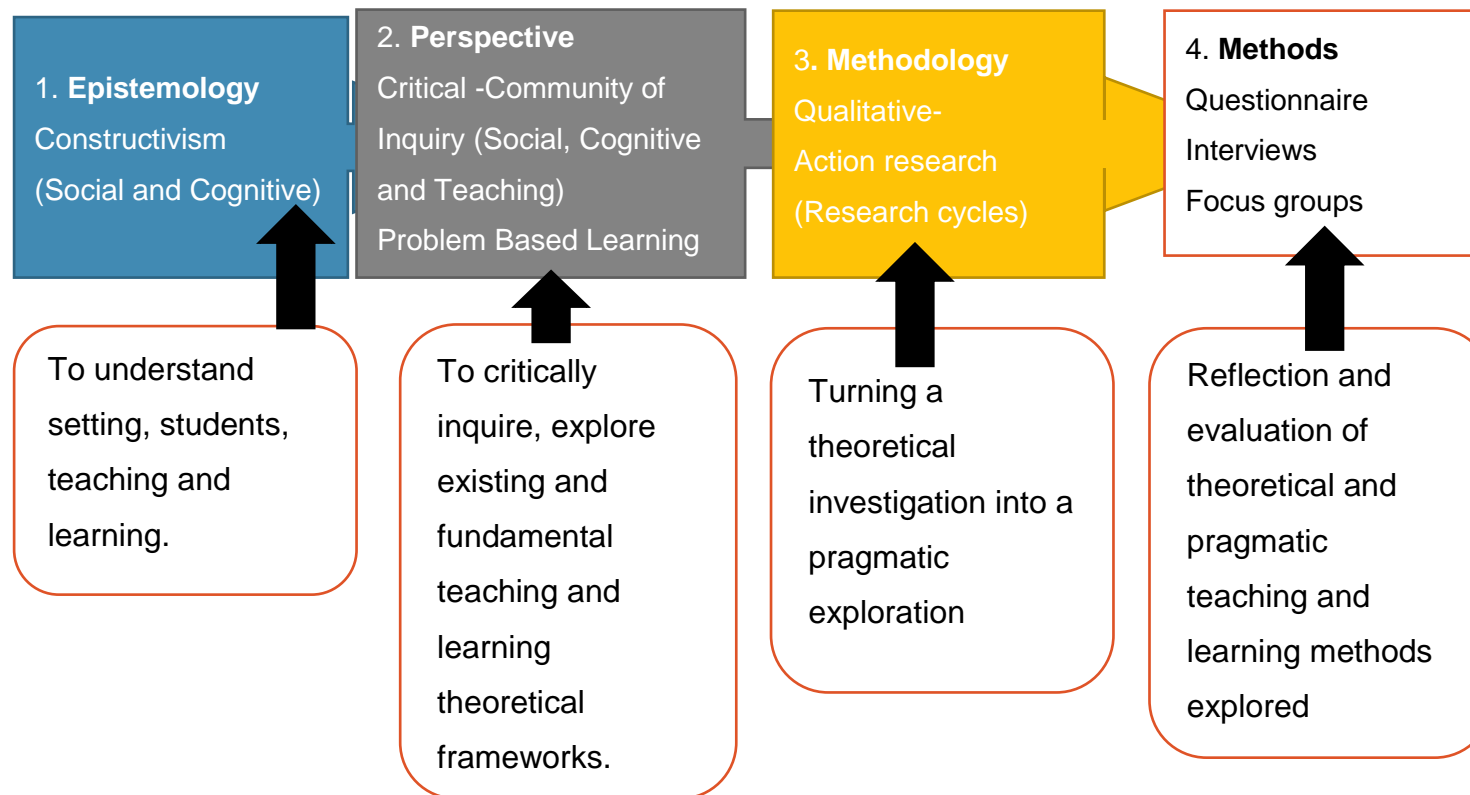 1. Epistemology
Constructivism
(Social and Cognitive)
2. Perspective
Critical -Community of
Inquiry (Social, Cognitive
and Teaching)
Problem Based Learning
3. Methodology
Qualitative-
Action research
(Research cycles)
4. Methods
Questionnaire
Interviews
Focus groups
To understand
setting, students,
teaching and
learning.
To critically
inquire, explore
existing and
fundamental
teaching and
learning
theoretical
frameworks.
Turning a
theoretical
investigation into a
pragmatic
exploration
Reflection and
evaluation of
theoretical and
pragmatic
teaching and
learning methods
explored